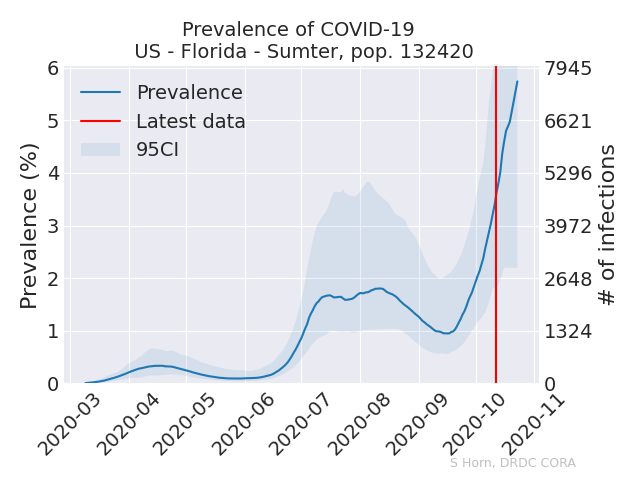 Prevalence of COVID-19
US - Florida - Sumter, pop. 132420
Prevalence
Latest data
95CI
Prevalence (%)
6
5
4
3
2
1
0
7945
6621
5296
3972
2648
1324
0
# of infections
2020-03
2020-04
2020-05
2020-06
2020-07
2020-08
2020-09
2020-10
2020-11
S Horn, DRDC CORA